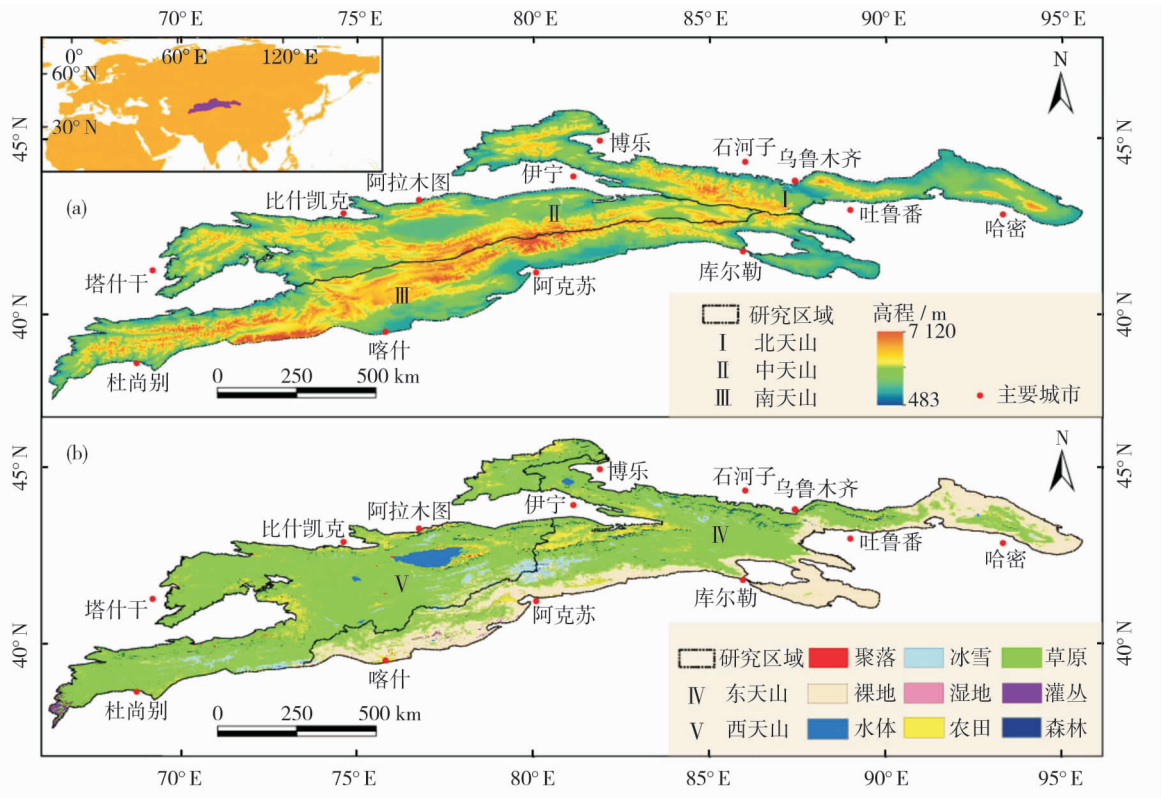 70° E 75° E 80° E 85° E 90° E 95° E
0° 60° E 120° E
60° N
30° N
N
45° N
45° N
博乐
石河子
乌鲁木齐
伊宁
阿拉木图
比什凯克
(a)
I
II
吐鲁番
哈密
塔什干
库尔勒
阿克苏
III
40° N
40° N
喀什
杜尚别
0 250 500 km
研究区域
I 北天山
II 中天山
III 南天山
高程 / m
7 120
483
主要城市
(b)
N
45° N
45° N
博乐
石河子
乌鲁木齐
伊宁
阿拉木图
比什凯克
IV
吐鲁番
哈密
V
塔什干
库尔勒
阿克苏
40° N
40° N
喀什
杜尚别
0 250 500 km
研究区域 聚落 冰雪 草原
IV 东天山 裸地 湿地 灌丛
V 西天山 水体 农田 森林
70° E 75° E 80° E 85° E 90° E 95° E